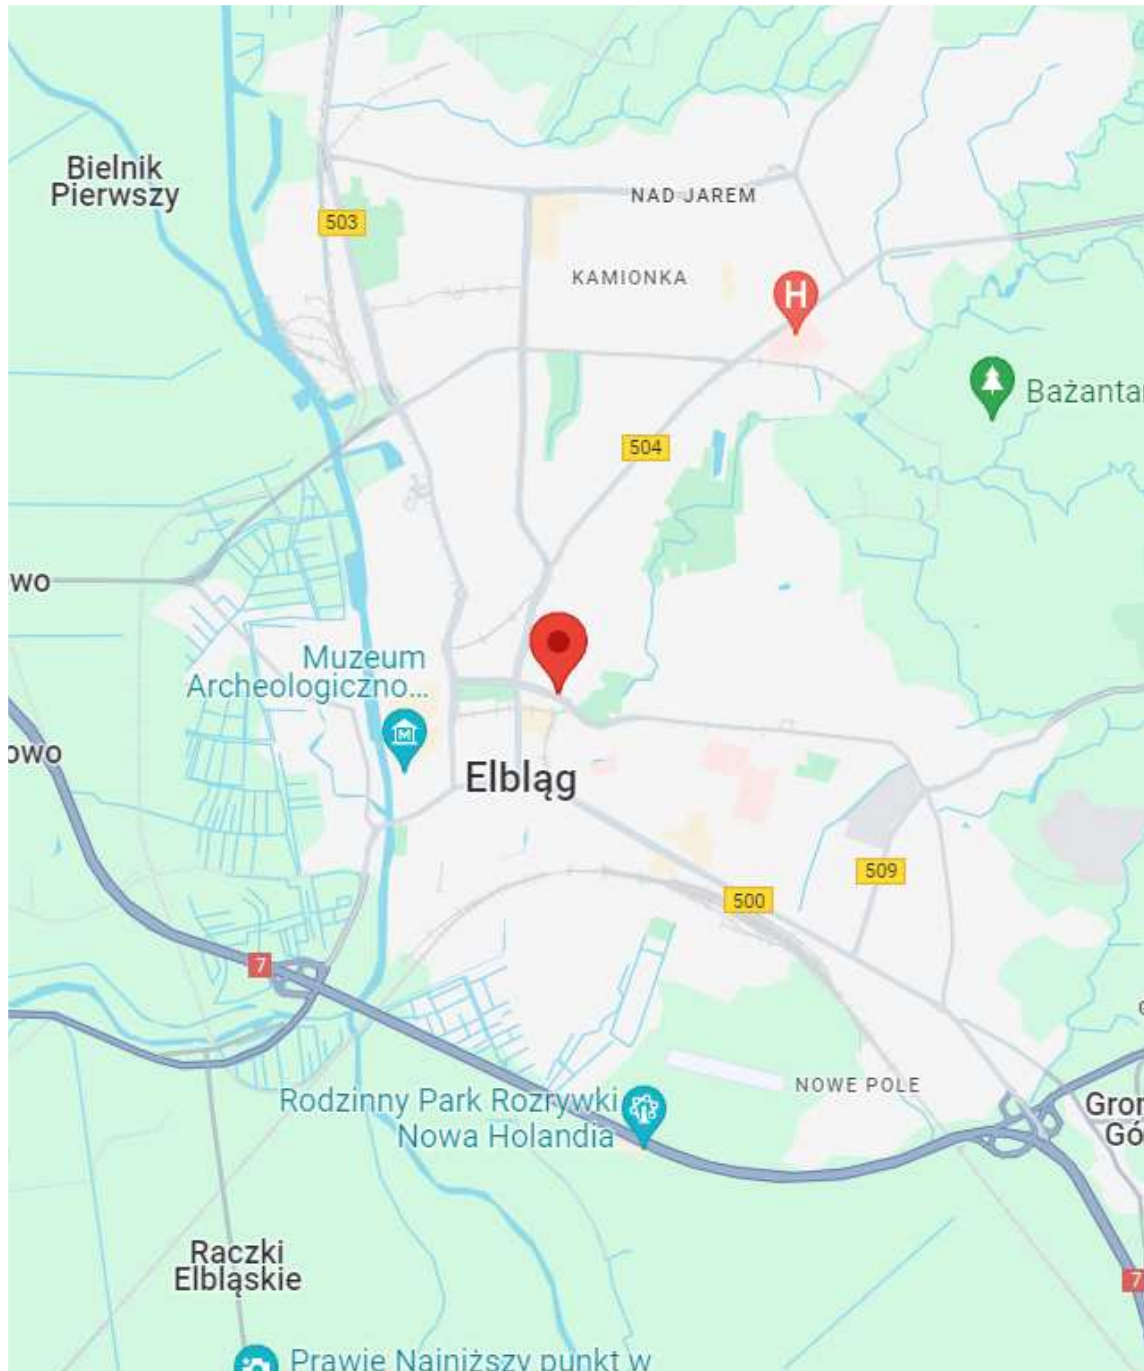 Bielnik
Pierwszy
503
NAD JAREM
KAMIONKA
H
Bażantar
504
wo
Muzeum
Archeologiczno...
M
owo
Elbląg
509
500
7
NOWE POLE
Rodzinny Park Rozrywki
Nowa Holandia
Gron
Gó
Raczki
Elbląskie
7
Prawie Najniższy punkt w